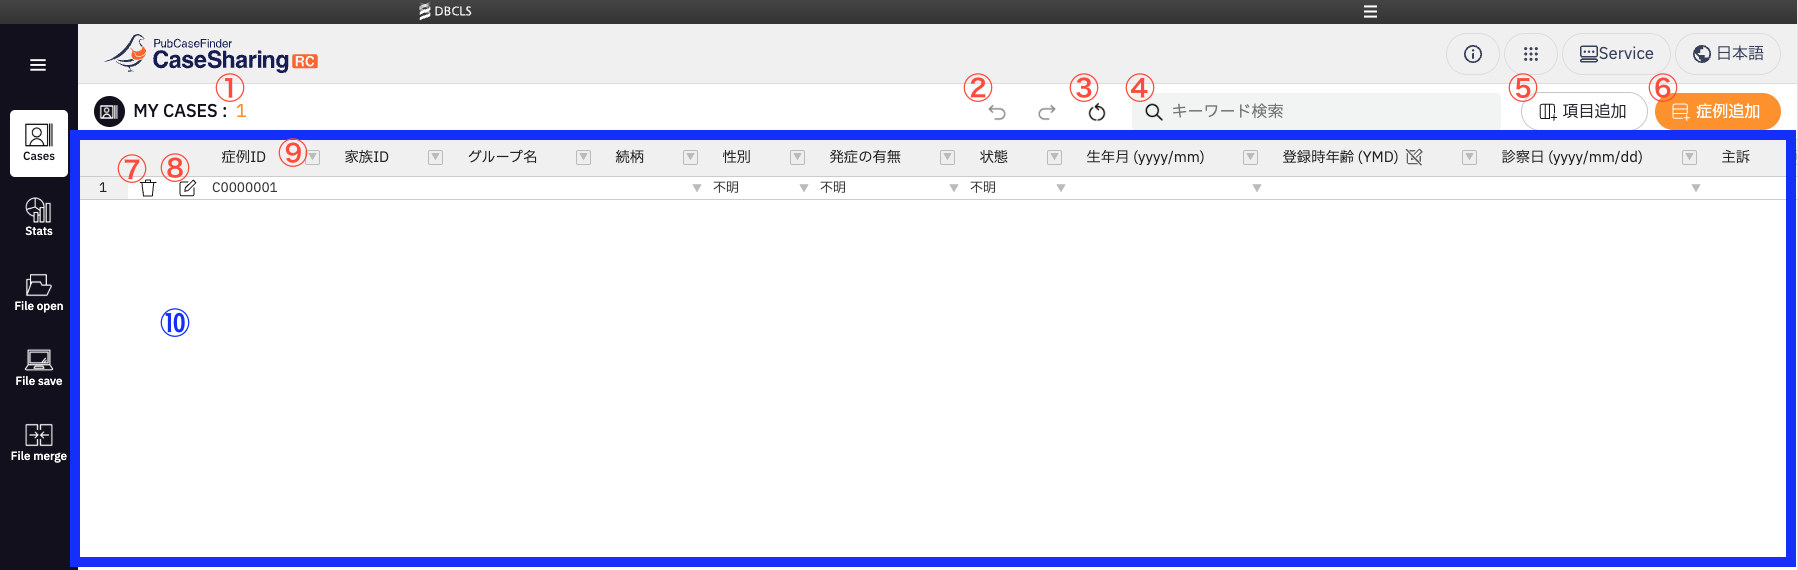 DBCLS
PubCaseFinder
CaseSharing RC
Service
日本語
① ② ③ ④ ⑤ ⑥
MY CASES : 1
キーワード検索
項目追加
症例追加
Cases
Stats
File open
File save
File merge
⑦ ⑧ ⑨
症例ID 家族ID グループ名 続柄 性別 発症の有無 状態 生年月 (yyyy/mm) 登録時年齢 (YMD) 診察日 (yyyy/mm/dd) 主訴
1 C0000001 不明 不明 不明
⑩